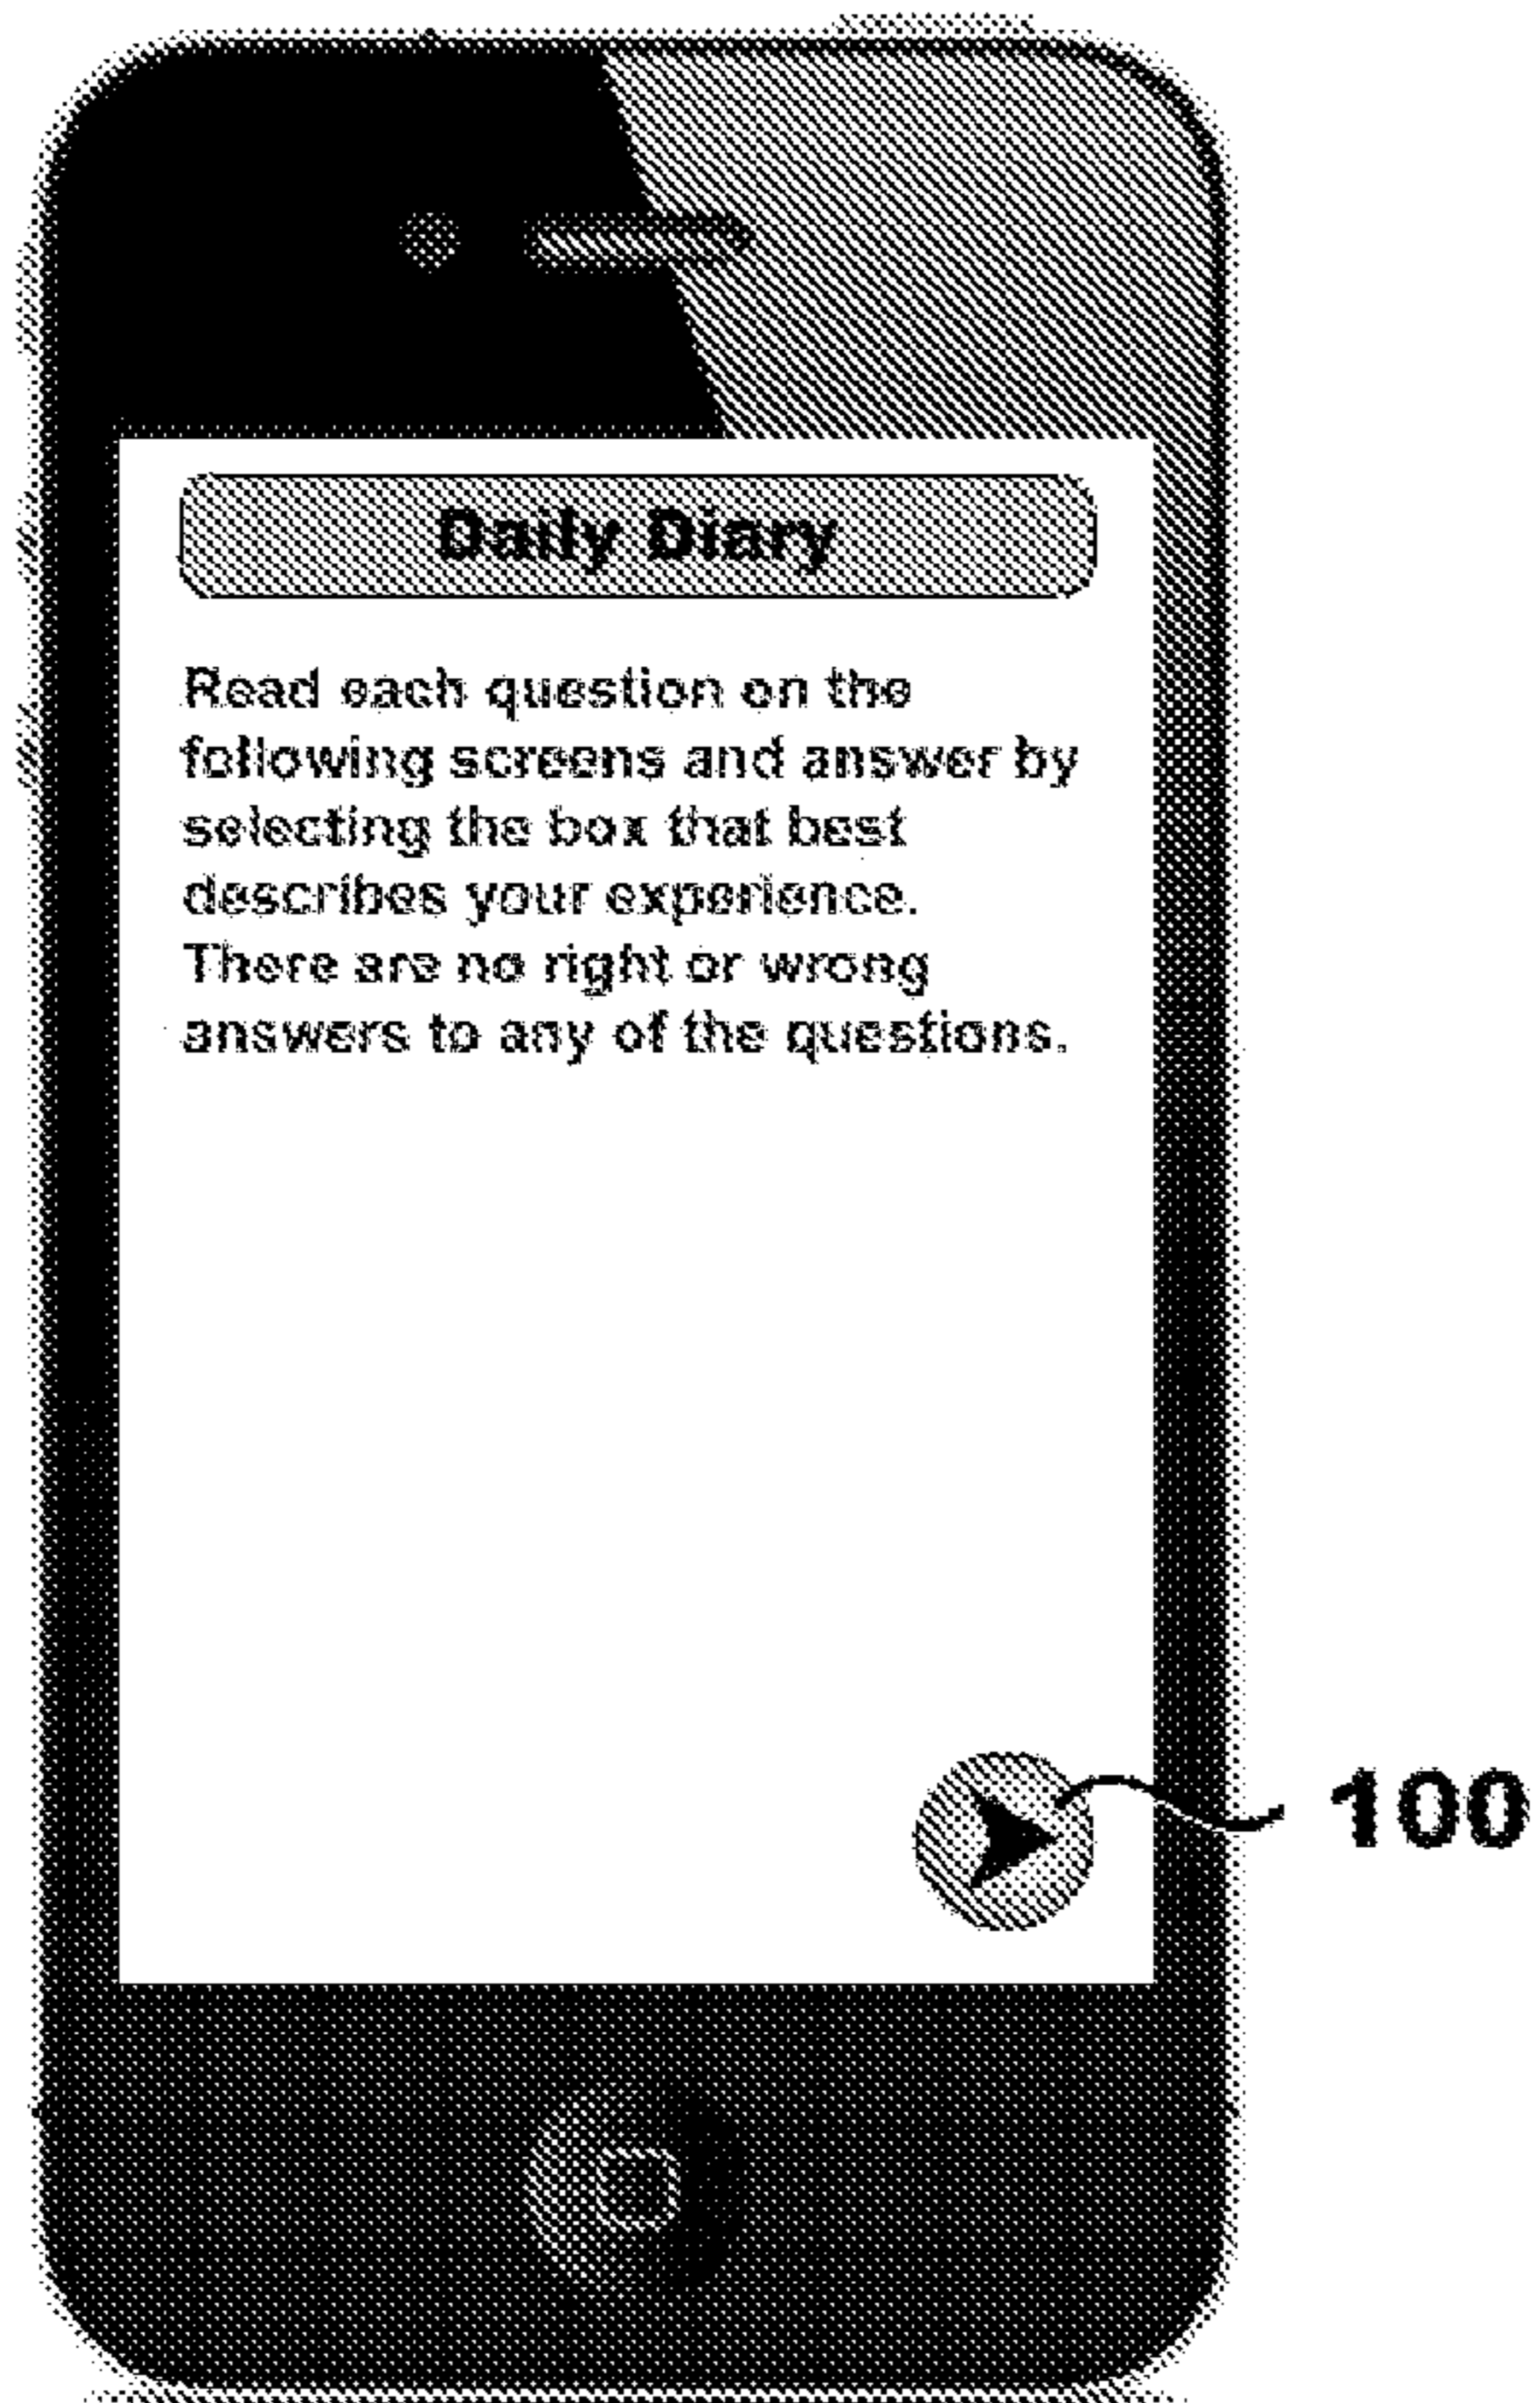 Daily Diary
Read each question on the
following screens and answer by
selecting the box that best
describes your experience.
There are no right or wrong
answers to any of the questions.
100